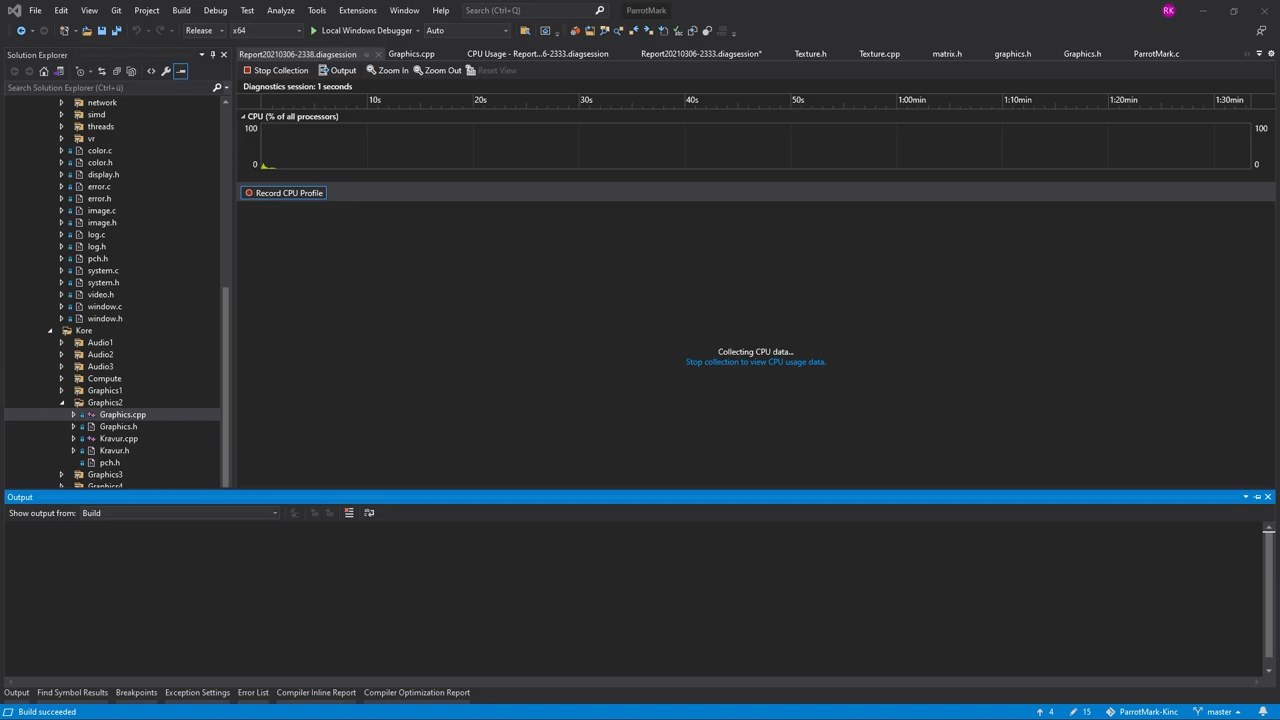 File Edit View Git Project Build Debug Test Analyze Tools Extensions Window Help Search (Ctrl+Q) ParrotMark RK
Release x64 Local Windows Debugger Auto
Solution Explorer
Search Solution Explorer (Ctrl+ü)
network
simd
threads
vr
color.c
color.h
display.h
error.c
error.h
image.c
image.h
log.c
log.h
pch.h
system.c
system.h
video.h
window.c
window.h
Kore
Audio1
Audio2
Audio3
Compute
Graphics1
Graphics2
Graphics.cpp
Graphics.h
Kravur.cpp
Kravur.h
pch.h
Graphics3
Graphics4
Report20210306-2338.diagsession Graphics.cpp CPU Usage - Report...6-2333.diagsession Report20210306-2333.diagsession* Texture.h Texture.cpp matrix.h graphics.h Graphics.h ParrotMark.c
Stop Collection Output Zoom In Zoom Out Reset View
Diagnostics session: 1 seconds
10s 20s 30s 40s 50s 1:00min 1:10min 1:20min 1:30min
CPU (% of all processors)
100 100
0 0
Record CPU Profile
Collecting CPU data...
Stop collection to view CPU usage data.
Output
Show output from: Build
Output Find Symbol Results Breakpoints Exception Settings Error List Compiler Inline Report Compiler Optimization Report
Build succeeded 4 15 ParrotMark-Kinc master